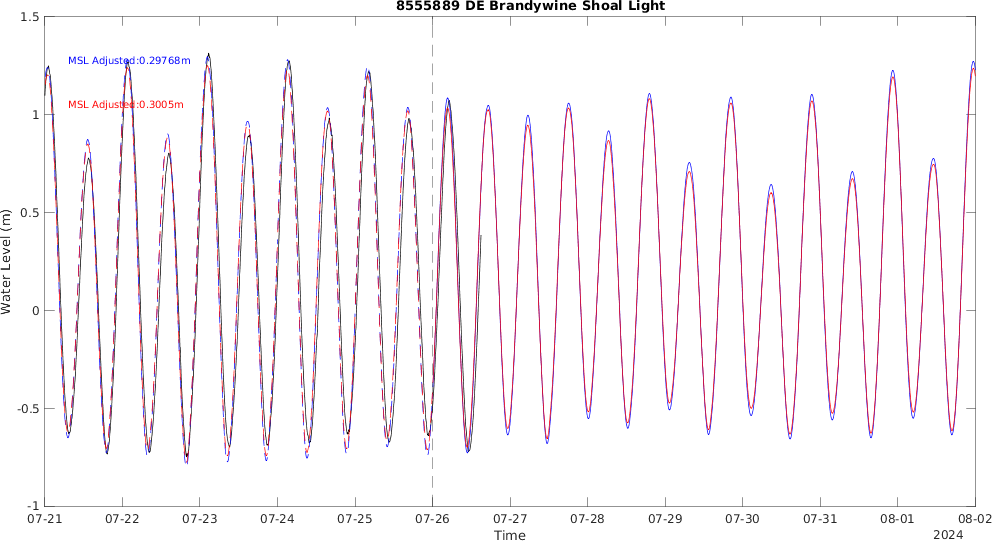 8555889 DE Brandywine Shoal Light
1.5
MSL Adjusted:0.29768m
MSL Adjusted:0.3005m
1
0.5
Water Level (m)
0
-0.5
-1
07-21 07-22 07-23 07-24 07-25 07-26 07-27 07-28 07-29 07-30 07-31 08-01 08-02
Time
2024